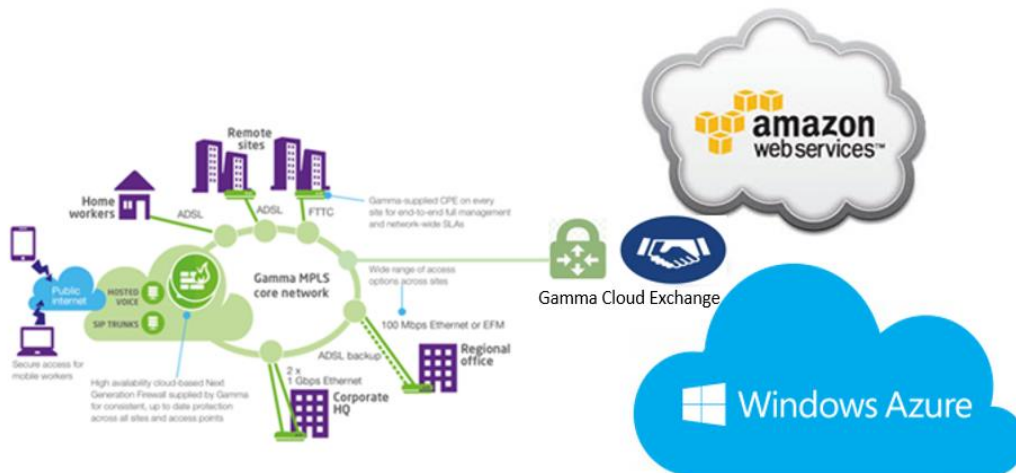 amazon
webservices™
Remote
sites
Home
workers
ADSL
ADSL
FTTC
Gamma-supplied CPE on every
site for end-to-end full management
and network-wide SLAs
Public
internet
HOSTED
VOICE
SIP TRUNKS
Gamma MPLS
core network
Wide range of access
options across sites
Gamma Cloud Exchange
100 Mbps Ethernet or EFM
ADSL backup
Regional
office
Secure access for
mobile workers
High availability cloud-based Next
Generation Firewall supplied by Gamma
for consistent, up to date protection
across all sites and access points
2 x
1 Gbps Ethernet
Corporate
HQ
Windows Azure